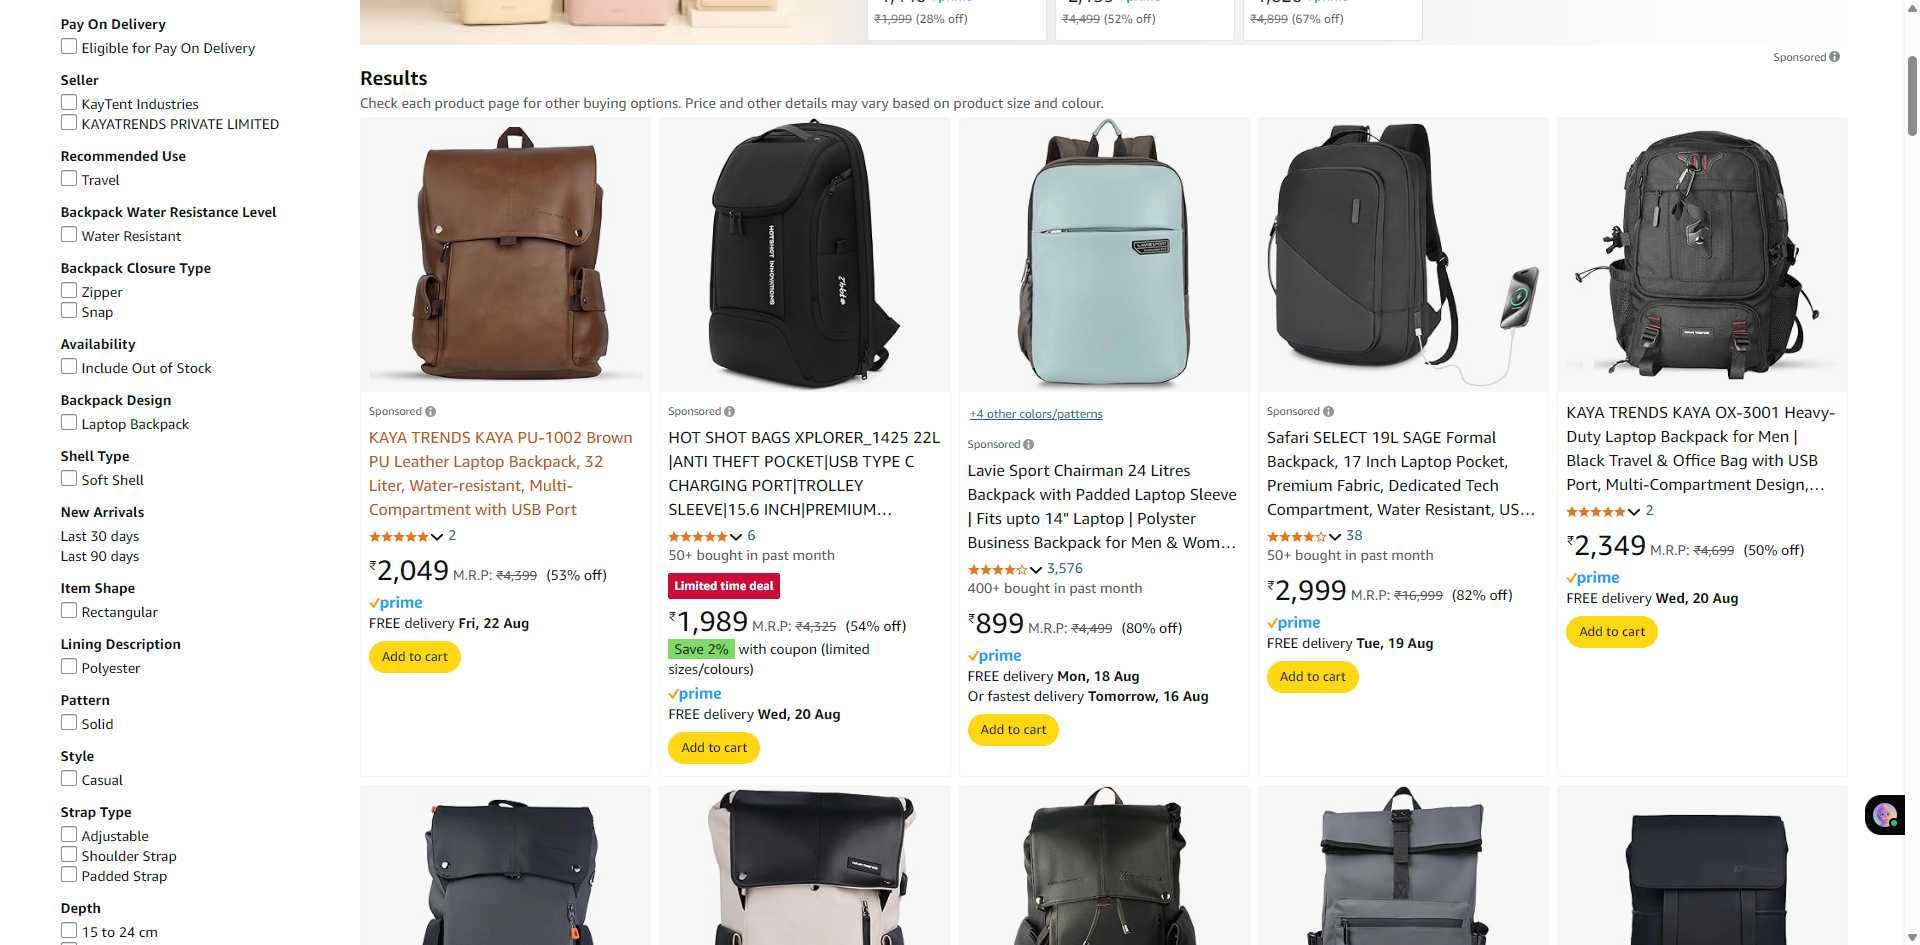 Pay On Delivery
Eligible for Pay On Delivery
Seller
KayTent Industries
KAYATRENDS PRIVATE LIMITED
Recommended Use
Travel
Backpack Water Resistance Level
Water Resistant
Backpack Closure Type
Zipper
Snap
Availability
Include Out of Stock
Backpack Design
Laptop Backpack
Shell Type
Soft Shell
New Arrivals
Last 30 days
Last 90 days
Item Shape
Rectangular
Lining Description
Polyester
Pattern
Solid
Style
Casual
Strap Type
Adjustable
Shoulder Strap
Padded Strap
Depth
15 to 24 cm
₹1,999 (28% off)
₹4,499 (52% off)
₹4,899 (67% off)
Sponsored
Results
Check each product page for other buying options. Price and other details may vary based on product size and colour.
Sponsored
KAYA TRENDS KAYA PU-1002 Brown
PU Leather Laptop Backpack, 32
Liter, Water-resistant, Multi-
Compartment with USB Port
2
₹2,049 M.R.P: ₹4,399 (53% off)
prime
FREE delivery Fri, 22 Aug
Add to cart
HOTSHOT INNOVATIONS
Sponsored
HOT SHOT BAGS XPLORER_1425 22L
|ANTI THEFT POCKET|USB TYPE C
CHARGING PORT|TROLLEY
SLEEVE|15.6 INCH|PREMIUM…
6
50+ bought in past month
Limited time deal
₹1,989 M.R.P: ₹4,325 (54% off)
Save 2% with coupon (limited
sizes/colours)
prime
FREE delivery Wed, 20 Aug
Add to cart
+4 other colors/patterns
Sponsored
Lavie Sport Chairman 24 Litres
Backpack with Padded Laptop Sleeve
| Fits upto 14" Laptop | Polyster
Business Backpack for Men & Wom…
3,576
400+ bought in past month
₹899 M.R.P: ₹4,499 (80% off)
prime
FREE delivery Mon, 18 Aug
Or fastest delivery Tomorrow, 16 Aug
Add to cart
Sponsored
Safari SELECT 19L SAGE Formal
Backpack, 17 Inch Laptop Pocket,
Premium Fabric, Dedicated Tech
Compartment, Water Resistant, US…
38
50+ bought in past month
₹2,999 M.R.P: ₹16,999 (82% off)
prime
FREE delivery Tue, 19 Aug
Add to cart
KAYA TRENDS KAYA OX-3001 Heavy-
Duty Laptop Backpack for Men |
Black Travel & Office Bag with USB
Port, Multi-Compartment Design,…
2
₹2,349 M.R.P: ₹4,699 (50% off)
prime
FREE delivery Wed, 20 Aug
Add to cart